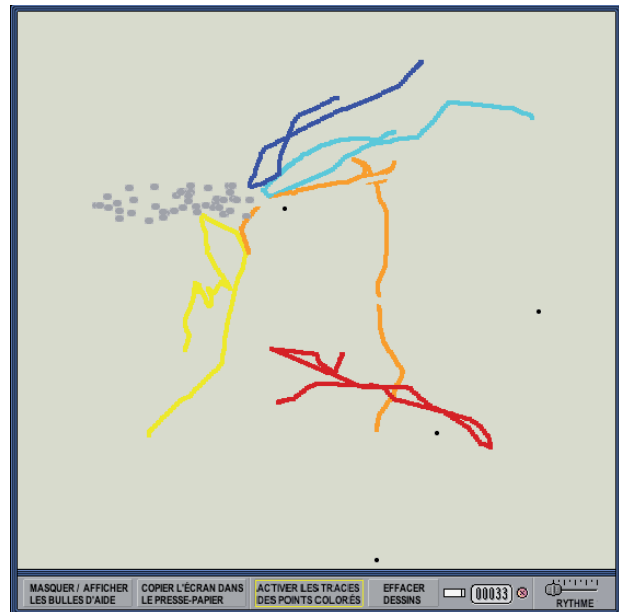 MASQUER / AFFICHER
LES BULLES D'AIDE
COPIER L'ÉCRAN DANS
LE PRESSE-PAPIER
ACTIVER LES TRACES
DES POINTS COLORÉS
EFFACER
DESSINS
00033
RYTHME